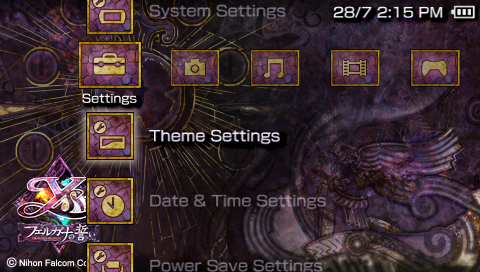 System Settings
28/7 2:15 PM
Settings
Theme Settings
Date & Time Settings
Ys
フェルガナの誓い
© Nihon Falcom Co
Power Save Settings